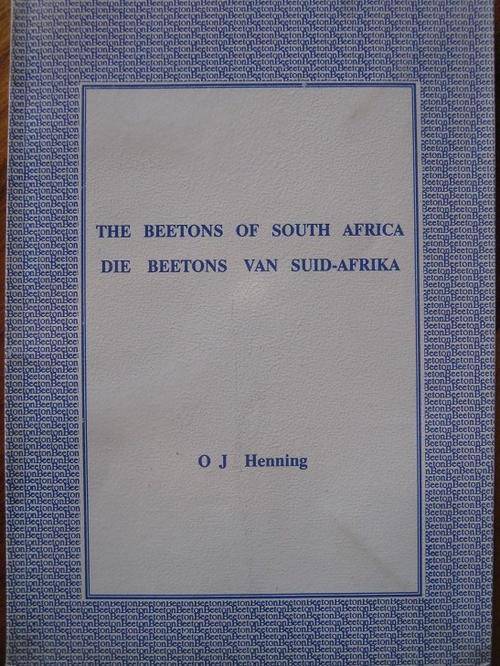 THE BEETONS OF SOUTH AFRICA
DIE BEETONS VAN SUID-AFRIKA
O J Henning